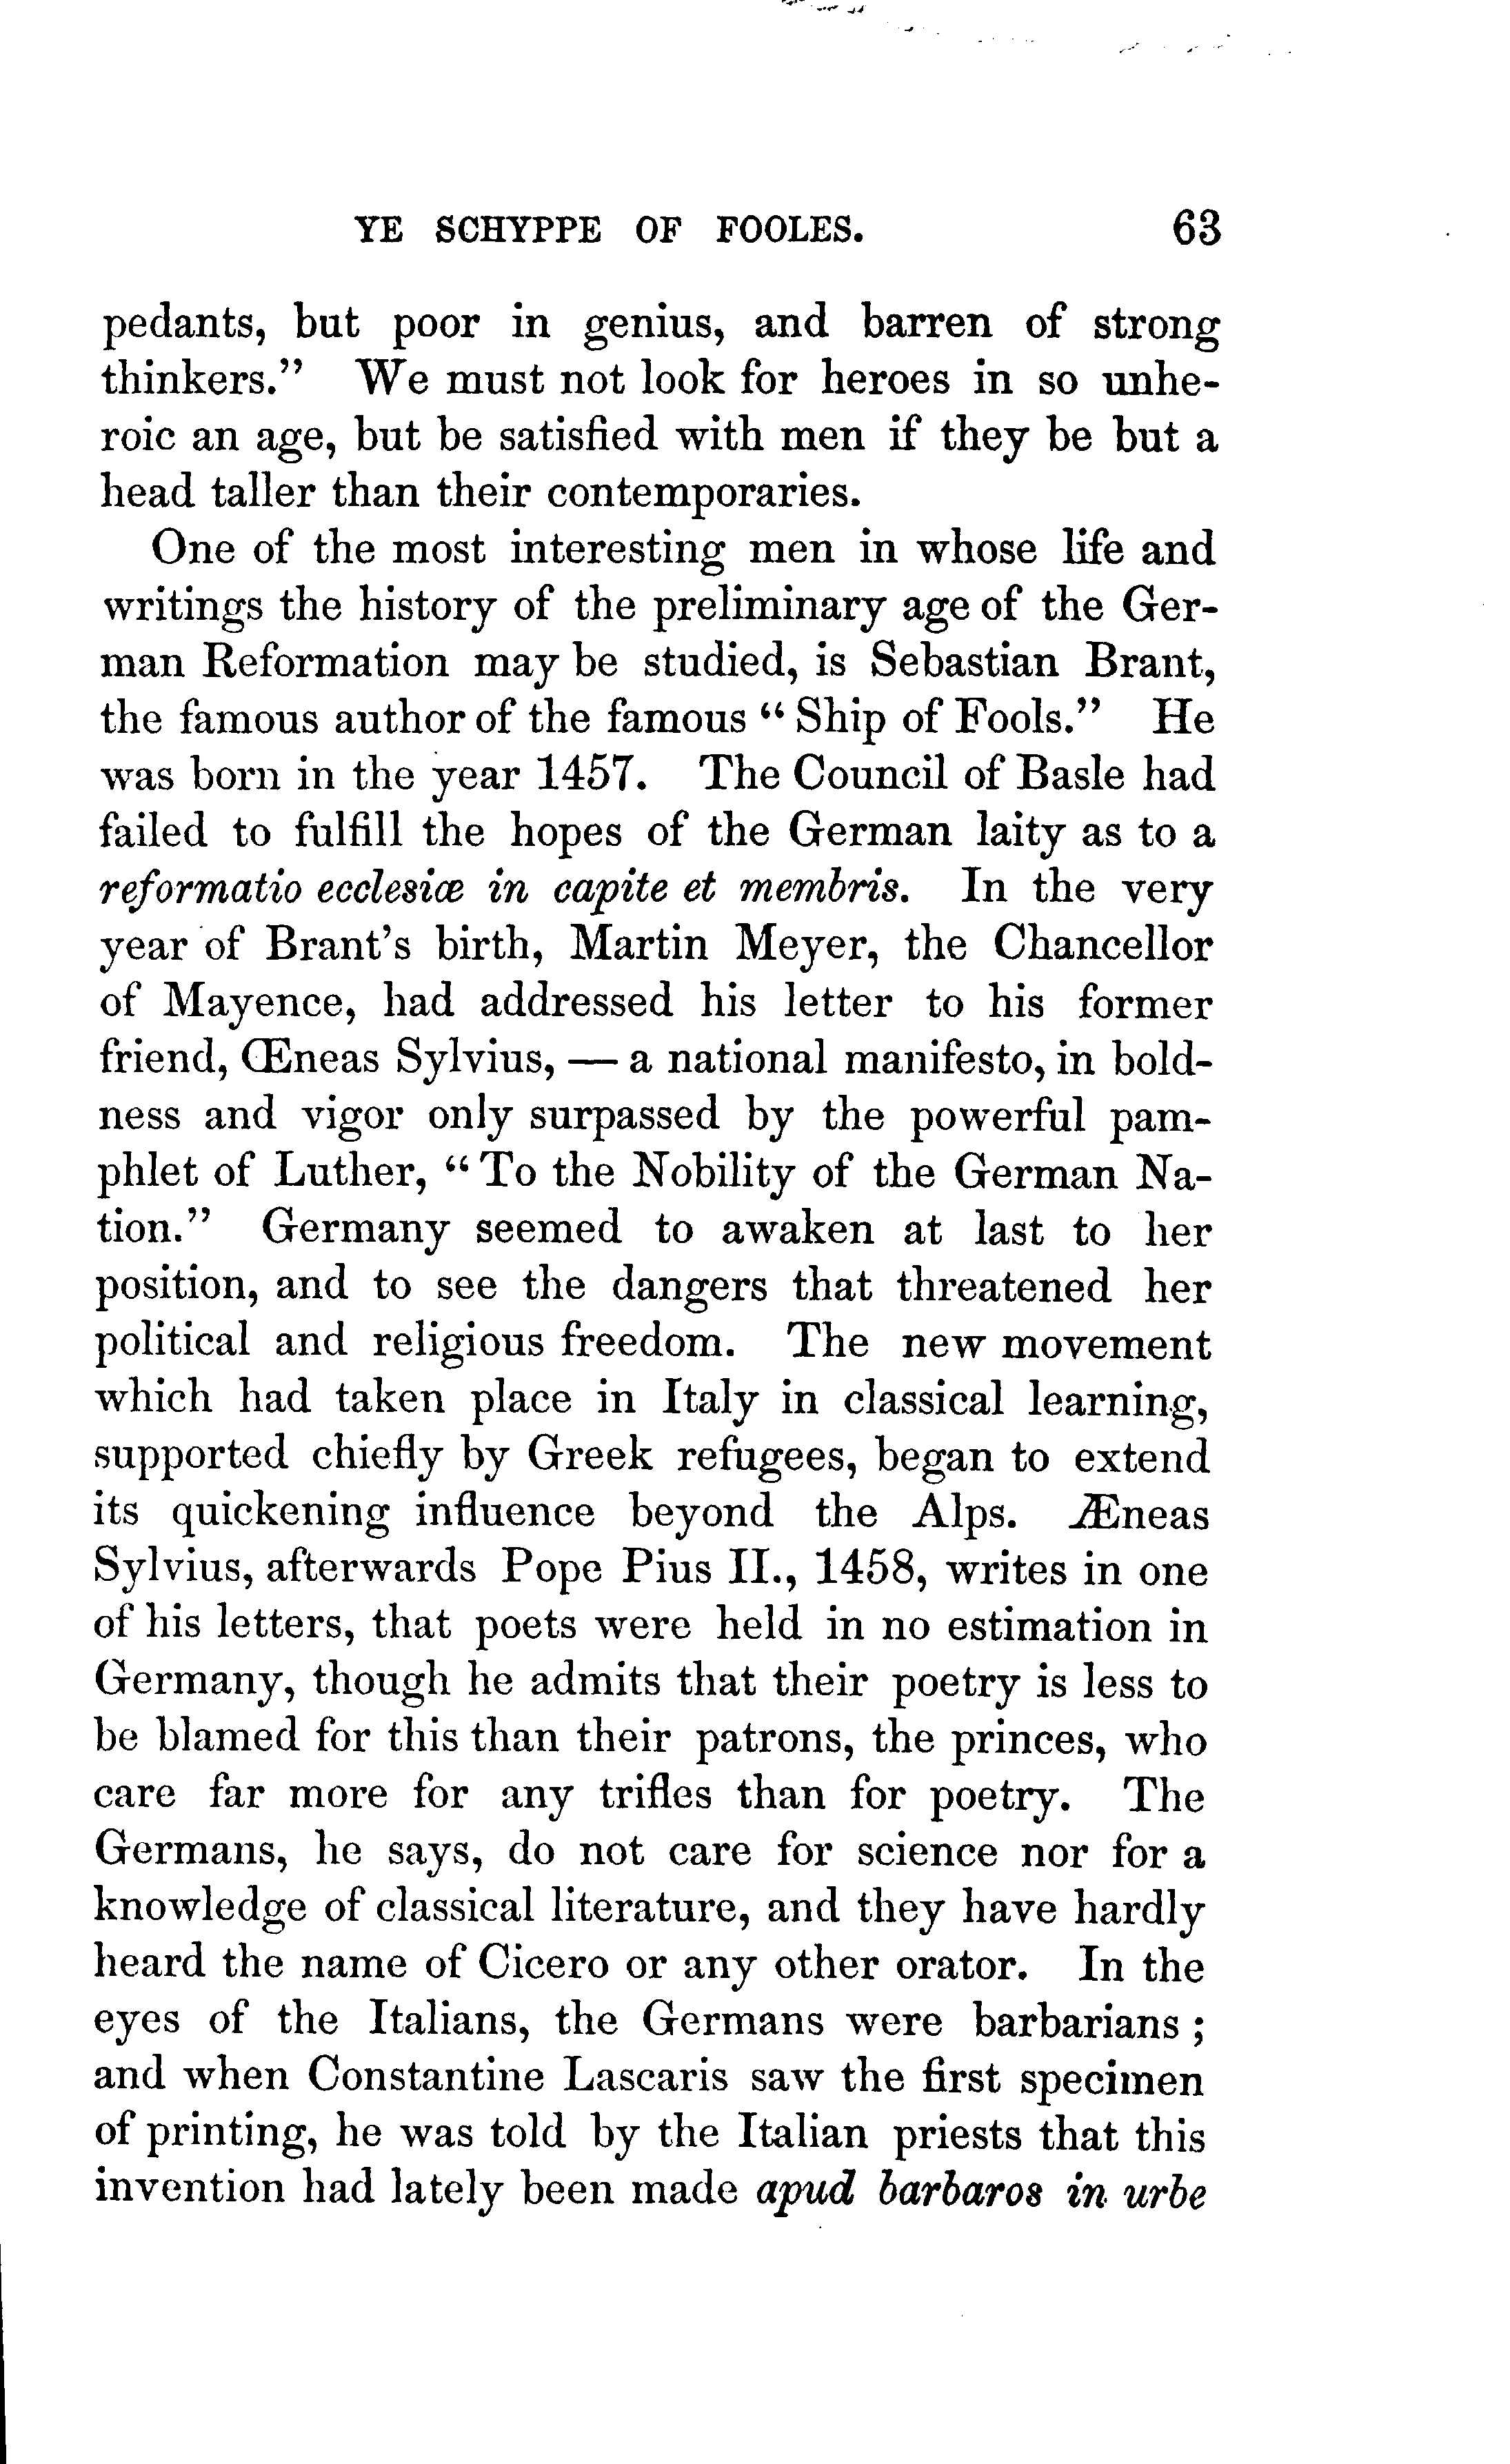 YE SCHYPPE OF FOOLES. 63
pedants, but poor in genius, and barren of strong
thinkers." We must not look for heroes in so unhe-
roic an age, but be satisfied with men if they be but a
head taller than their contemporaries.
One of the most interesting men in whose life and
writings the history of the preliminary age of the Ger-
man Reformation may be studied, is Sebastian Brant,
the famous author of the famous "Ship of Fools." He
was born in the year 1457. The Council of Basle had
failed to fulfill the hopes of the German laity as to a
reformatio ecclesiœ in capite et membris. In the very
year of Brant's birth, Martin Meyer, the Chancellor
of Mayence, had addressed his letter to his former
friend, Œneas Sylvius, — a national manifesto, in bold-
ness and vigor only surpassed by the powerful pam-
phlet of Luther, "To the Nobility of the German Na-
tion." Germany seemed to awaken at last to her
position, and to see the dangers that threatened her
political and religious freedom. The new movement
which had taken place in Italy in classical learning,
supported chiefly by Greek refugees, began to extend
its quickening influence beyond the Alps. Æneas
Sylvius, afterwards Pope Pius II., 1458, writes in one
of his letters, that poets were held in no estimation in
Germany, though he admits that their poetry is less to
be blamed for this than their patrons, the princes, who
care far more for any trifles than for poetry. The
Germans, he says, do not care for science nor for a
knowledge of classical literature, and they have hardly
heard the name of Cicero or any other orator. In the
eyes of the Italians, the Germans were barbarians;
and when Constantine Lascaris saw the first specimen
of printing, he was told by the Italian priests that this
invention had lately been made apud barbaros in urbe